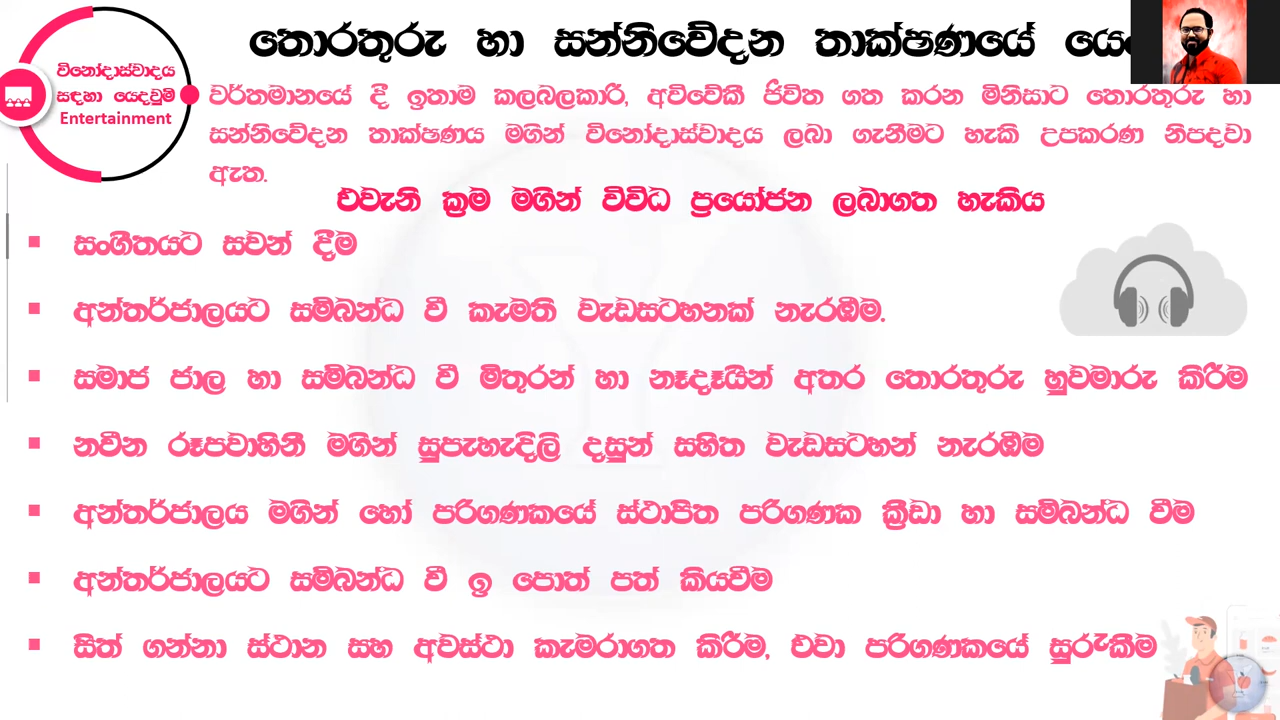 තොරතුරු හා සන්නිවේදන තාක්ෂණයේ
විනෝදාස්වාදය
සඳහා යෙදවුම්
Entertainment
වර්තමානයේ දී ඉතාම කලබලකාරී, අවිවේකී ජීවිත ගත කරන මිනිසාට තොරතුරු හා
සන්නිවේදන තාක්ෂණය මගින් විනෝදාස්වාදය ලබා ගැනීමට හැකි උපකරණ නිපදවා
ඇත.
එවැනි ක්‍රම මගින් විවිධ ප්‍රයෝජන ලබාගත හැකිය
▪ සංගීතයට සවන් දීම
▪ අන්තර්ජාලයට සම්බන්ධ වී කැමති වැඩසටහනක් නැරඹීම.
▪ සමාජ ජාල හා සම්බන්ධ වී මිතුරන් හා නෑදෑයින් අතර තොරතුරු හුවමාරු කිරීම
▪ නවීන රූපවාහිනී මගින් සුපැහැදිලි දසුන් සහිත වැඩසටහන් නැරඹීම
▪ අන්තර්ජාලය මගින් හෝ පරිගණකයේ ස්ථාපිත පරිගණක ක්‍රීඩා හා සම්බන්ධ වීම
▪ අන්තර්ජාලයට සම්බන්ධ වී ඉ පොත් පත් කියවීම
▪ සිත් ගන්නා ස්ථාන සහ අවස්ථා කැමරාගත කිරීම, එවා පරිගණකයේ සුරැකීම